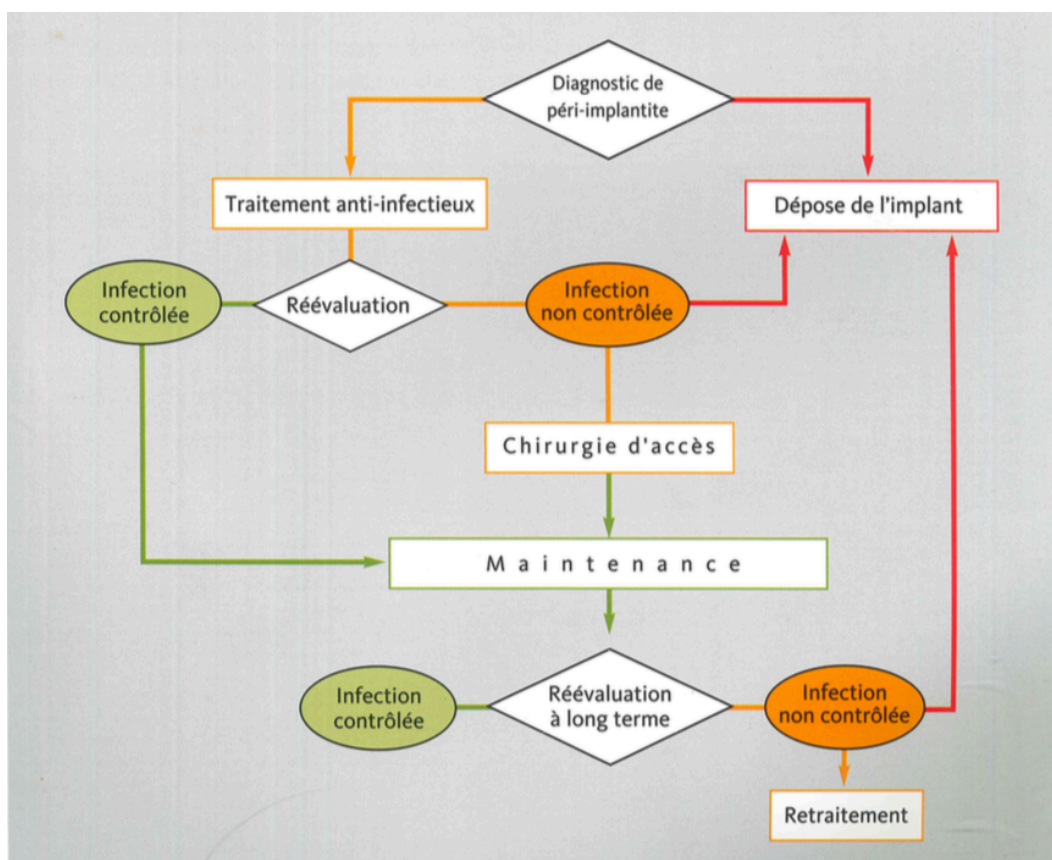 Diagnostic de
péri-implantite
Traitement anti-infectieux
Dépose de l'implant
Infection
contrôlée
Réévaluation
Infection
non contrôlée
Chirurgie d'accès
Maintenance
Infection
contrôlée
Réévaluation
à long terme
Infection
non contrôlée
Retraitement